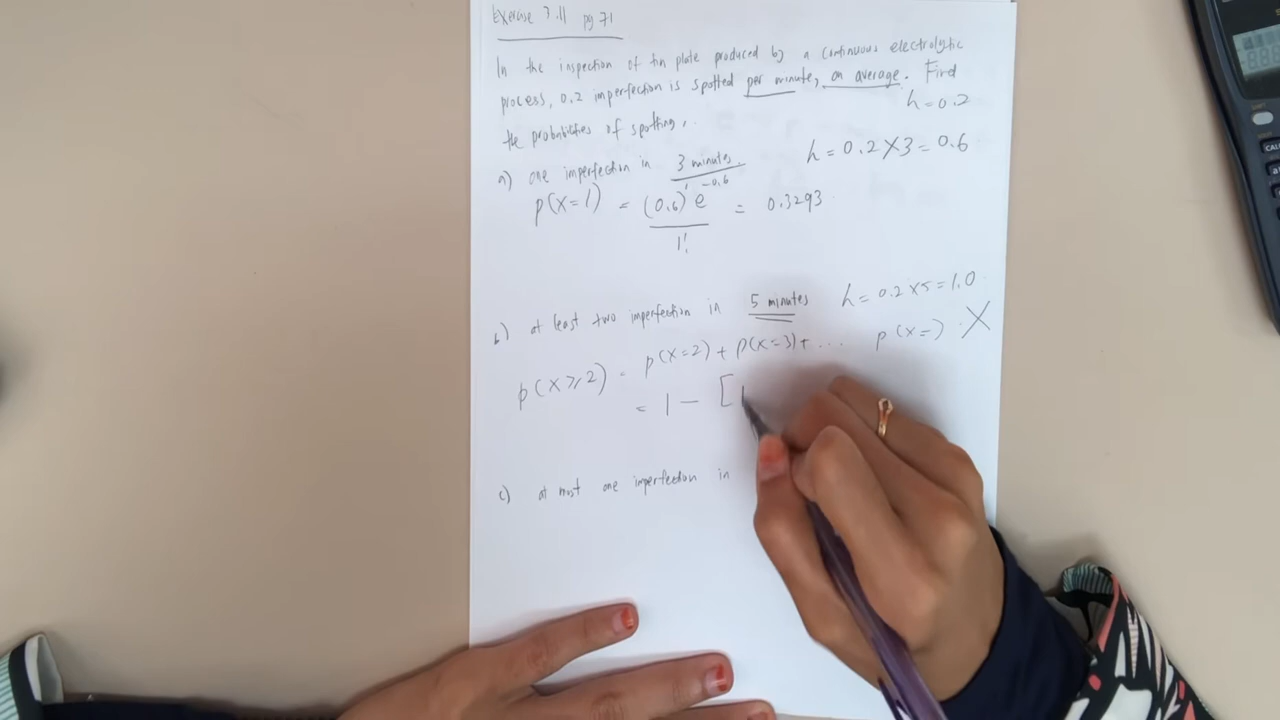 Exercise 3.11 pg 71
In the inspection of tin plate produced by a continuous electrolytic
process, 0.2 imperfection is spotted per minute, on average. Find
λ=0.2
the probabilities of spotting,
a) one imperfection in 3 minutes. λ=0.2×3=0.6
p(X=1) = (0.6)¹ e^-0.6 = 0.3293
1!
b) at least two imperfection in 5 minutes λ=0.2×5=1.0
p(X≥2) = p(X=2) + p(X=3)+ ... p(X=) X
= 1 − [
c) at most one imperfection in
CAL